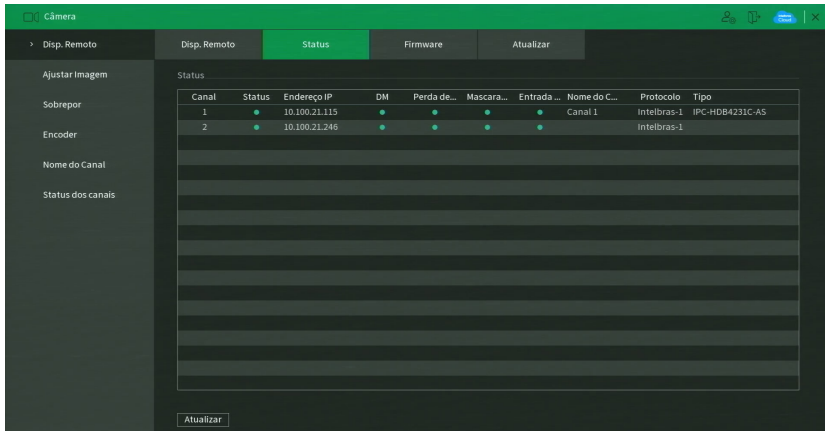 Câmera
Disp. Remoto
Ajustar Imagem
Sobrepor
Encoder
Nome do Canal
Status dos canais
Disp. Remoto Status Firmware Atualizar
Status
Canal Status Endereço IP DM Perda de... Mascara... Entrada ... Nome do C... Protocolo Tipo
1 10.100.21.115 Canal 1 Intelbras-1 IPC-HDB4231C-AS
2 10.100.21.246 Intelbras-1
Atualizar